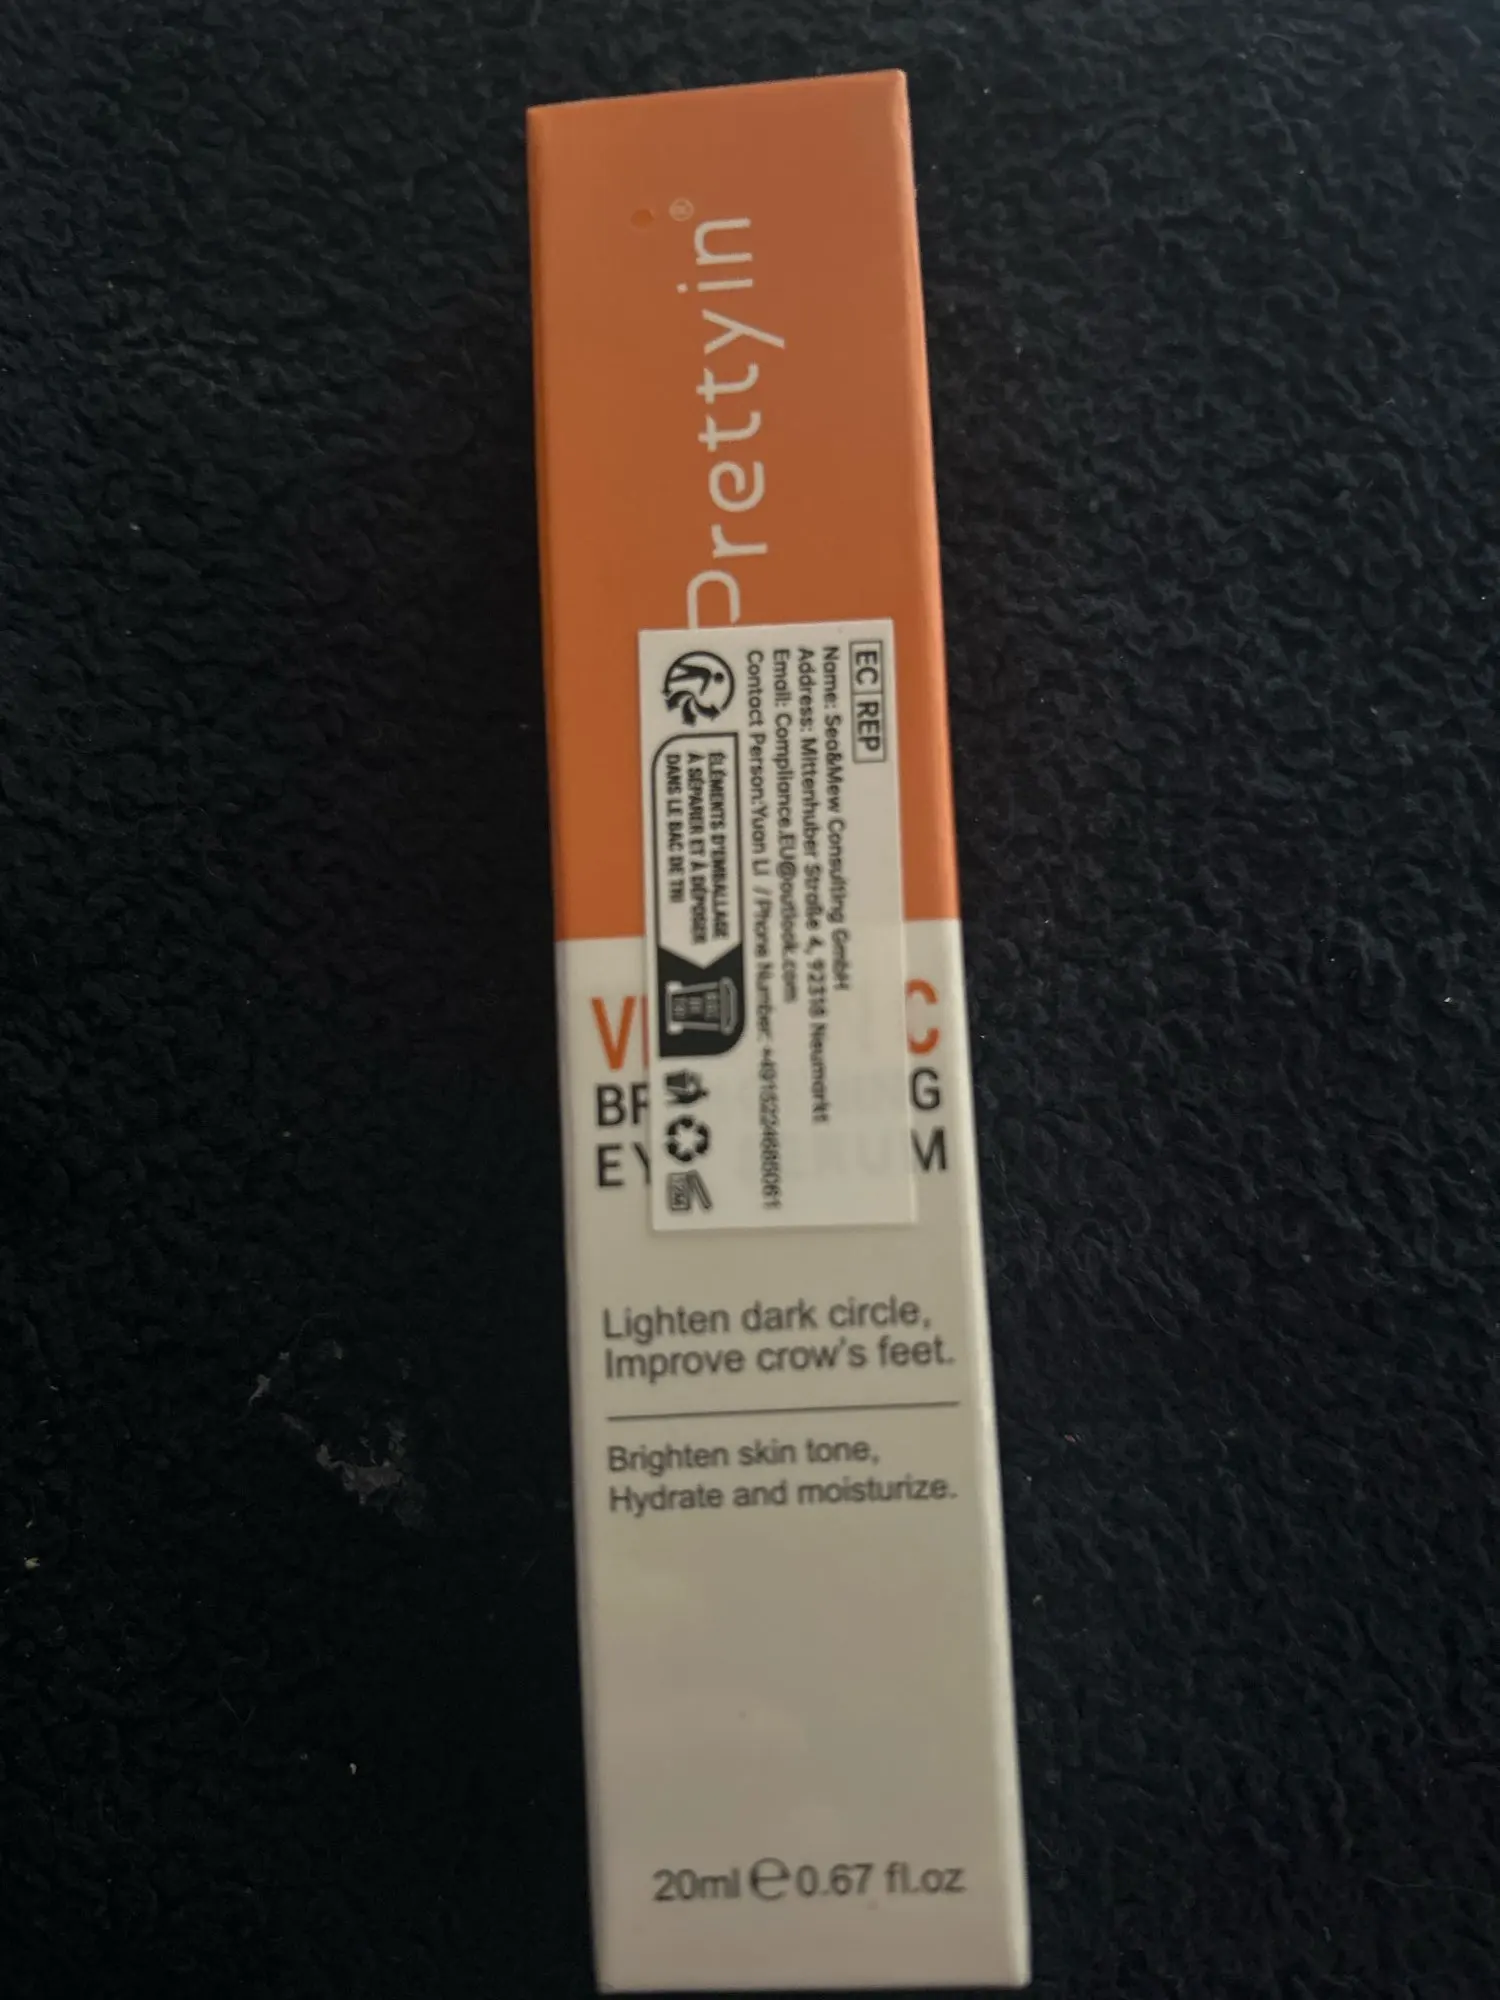 Prettyin®
EC REP
Name: Seo&Mew Consulting GmbH
Address: Mittenhuber Straße 4, 92318 Neumarkt
Email: Compliance.EU@outlook.com
Contact Person:Yuan Li / Phone Number:
ÉLÉMENTS D'EMBALLAGE
À SÉPARER ET À DÉPOSER
DANS LE BAC DE TRI
12M
Lighten dark circle,
Improve crow's feet.
Brighten skin tone,
Hydrate and moisturize.
20ml e 0.67 fl.oz